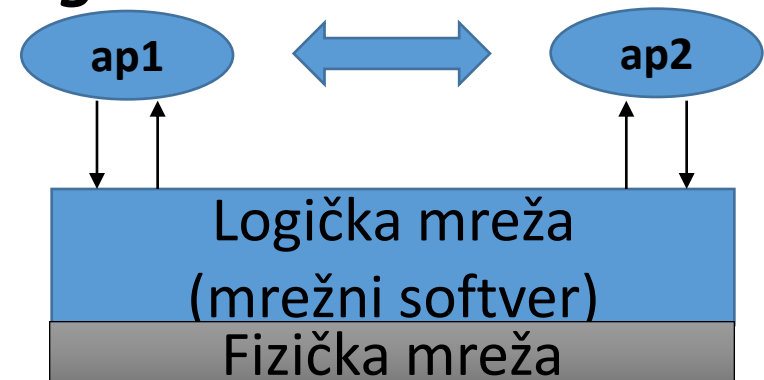 ap1
ap2
Logička mreža
(mrežni softver)
Fizička mreža